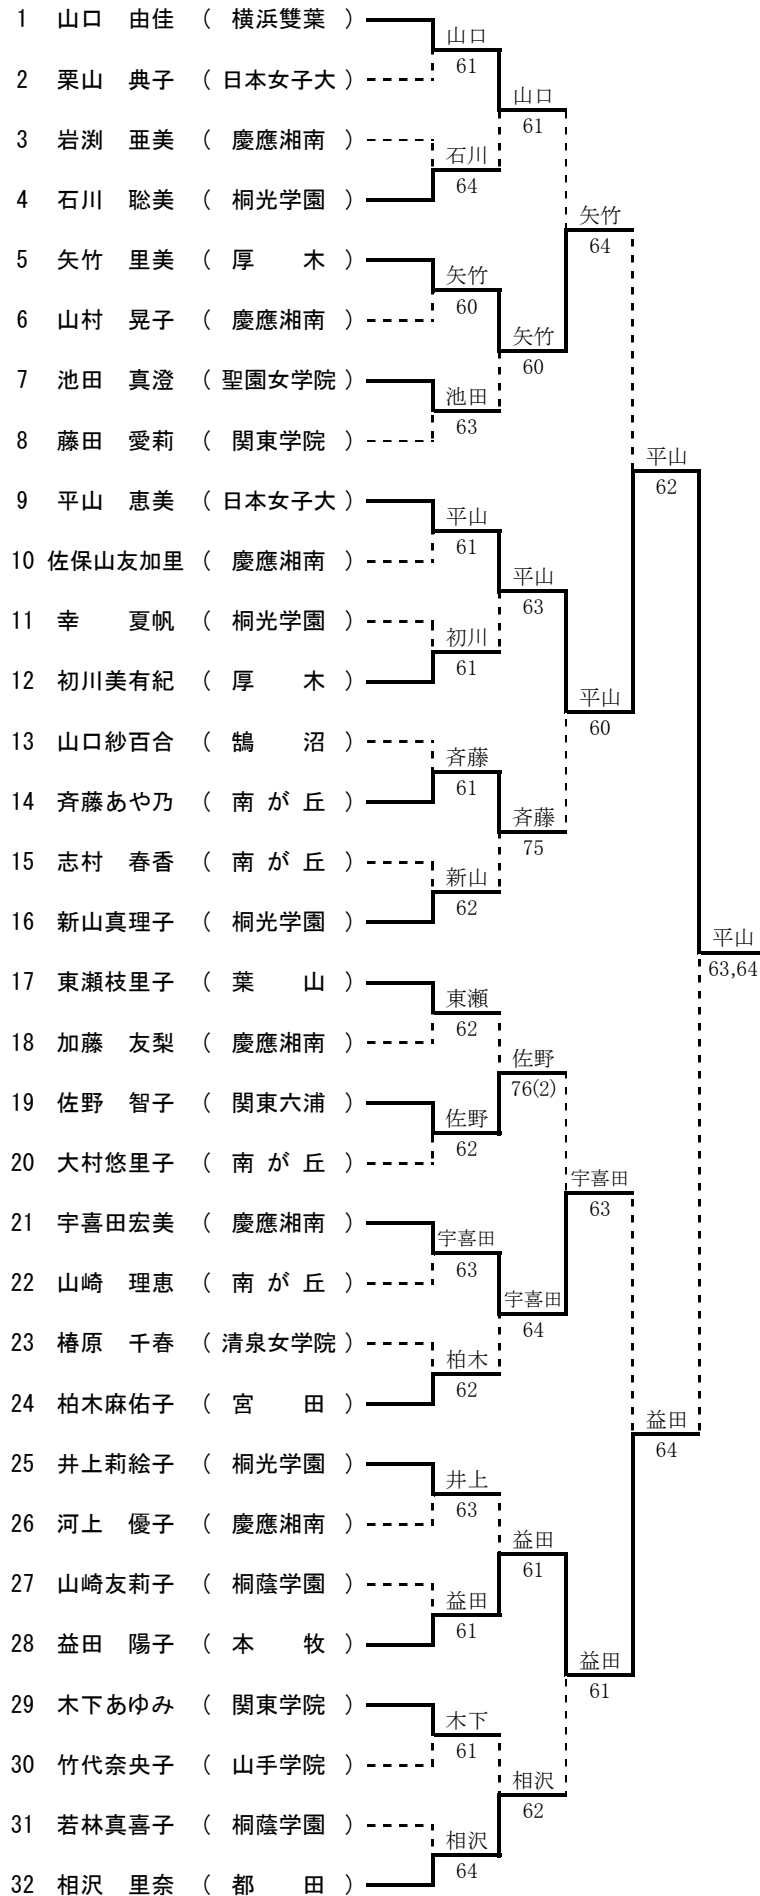 1 山口　由佳 （ 横浜雙葉 ）
山口
2 栗山　典子 （ 日本女子大 ）
61
山口
3 岩渕　亜美 （ 慶應湘南 ）
61
石川
4 石川　聡美 （ 桐光学園 ）
64
矢竹
5 矢竹　里美 （ 厚　　木 ）
64
矢竹
6 山村　晃子 （ 慶應湘南 ）
60
矢竹
7 池田　真澄 （ 聖園女学院 ）
60
池田
8 藤田　愛莉 （ 関東学院 ）
63
平山
9 平山　恵美 （ 日本女子大 ）
62
平山
10 佐保山友加里 （ 慶應湘南 ）
61
平山
11 幸　　夏帆 （ 桐光学園 ）
63
初川
12 初川美有紀 （ 厚　　木 ）
61
平山
13 山口紗百合 （ 鵠　　沼 ）
60
斉藤
14 斉藤あや乃 （ 南 が 丘 ）
61
斉藤
15 志村　春香 （ 南 が 丘 ）
75
新山
16 新山真理子 （ 桐光学園 ）
62
平山
17 東瀬枝里子 （ 葉　　山 ）
63,64
東瀬
18 加藤　友梨 （ 慶應湘南 ）
62
佐野
19 佐野　智子 （ 関東六浦 ）
76(2)
佐野
20 大村悠里子 （ 南 が 丘 ）
62
宇喜田
21 宇喜田宏美 （ 慶應湘南 ）
63
宇喜田
22 山崎　理恵 （ 南 が 丘 ）
63
宇喜田
23 椿原　千春 （ 清泉女学院 ）
64
柏木
24 柏木麻佑子 （ 宮　　田 ）
62
益田
25 井上莉絵子 （ 桐光学園 ）
64
井上
26 河上　優子 （ 慶應湘南 ）
63
益田
27 山崎友莉子 （ 桐蔭学園 ）
61
益田
28 益田　陽子 （ 本　　牧 ）
61
益田
29 木下あゆみ （ 関東学院 ）
61
木下
30 竹代奈央子 （ 山手学院 ）
61
相沢
31 若林真喜子 （ 桐蔭学園 ）
62
相沢
32 相沢　里奈 （ 都　　田 ）
64